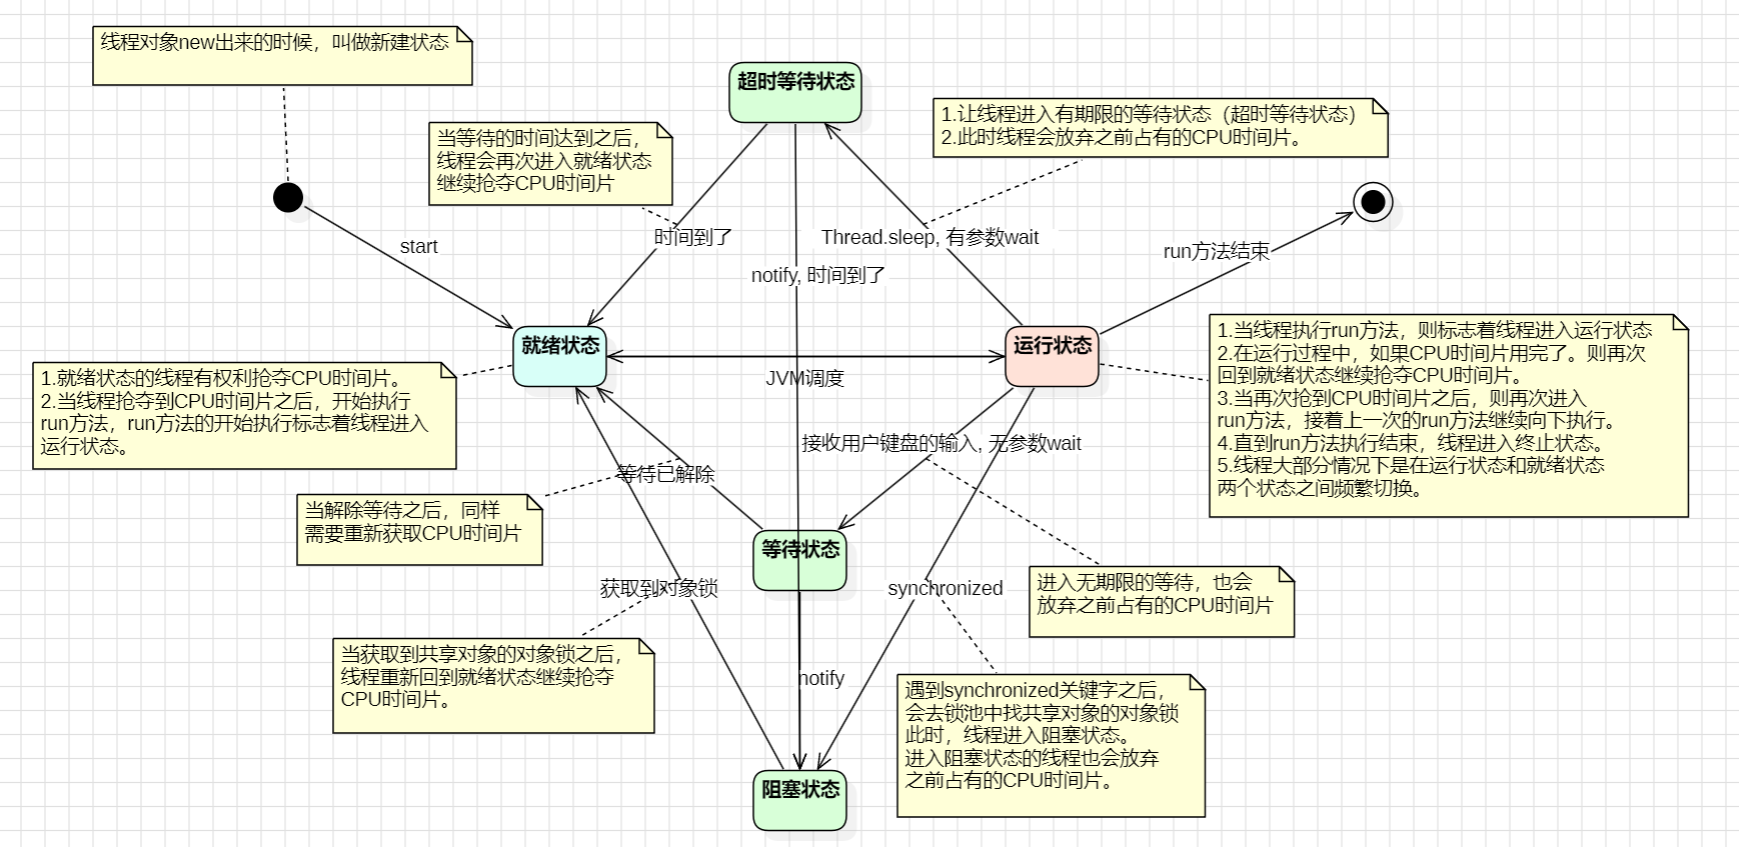 线程对象new出来的时候，叫做新建状态
超时等待状态
1.让线程进入有期限的等待状态（超时等待状态）
2.此时线程会放弃之前占有的CPU时间片。
当等待的时间达到之后，
线程会再次进入就绪状态
继续抢夺CPU时间片
start
时间到了
Thread.sleep, 有参数wait
run方法结束
notify, 时间到了
就绪状态
运行状态
JVM调度
1.就绪状态的线程有权利抢夺CPU时间片。
2.当线程抢夺到CPU时间片之后，开始执行
run方法，run方法的开始执行标志着线程进入
运行状态。
1.当线程执行run方法，则标志着线程进入运行状态
2.在运行过程中，如果CPU时间片用完了。则再次
回到就绪状态继续抢夺CPU时间片。
3.当再次抢到CPU时间片之后，则再次进入
run方法，接着上一次的run方法继续向下执行。
4.直到run方法执行结束，线程进入终止状态。
5.线程大部分情况下是在运行状态和就绪状态
两个状态之间频繁切换。
接收用户键盘的输入, 无参数wait
等待已解除
当解除等待之后，同样
需要重新获取CPU时间片
等待状态
获取到对象锁
synchronized
进入无期限的等待，也会
放弃之前占有的CPU时间片
当获取到共享对象的对象锁之后，
线程重新回到就绪状态继续抢夺
CPU时间片。
notify
遇到synchronized关键字之后，
会去锁池中找共享对象的对象锁
此时，线程进入阻塞状态。
进入阻塞状态的线程也会放弃
之前占有的CPU时间片。
阻塞状态